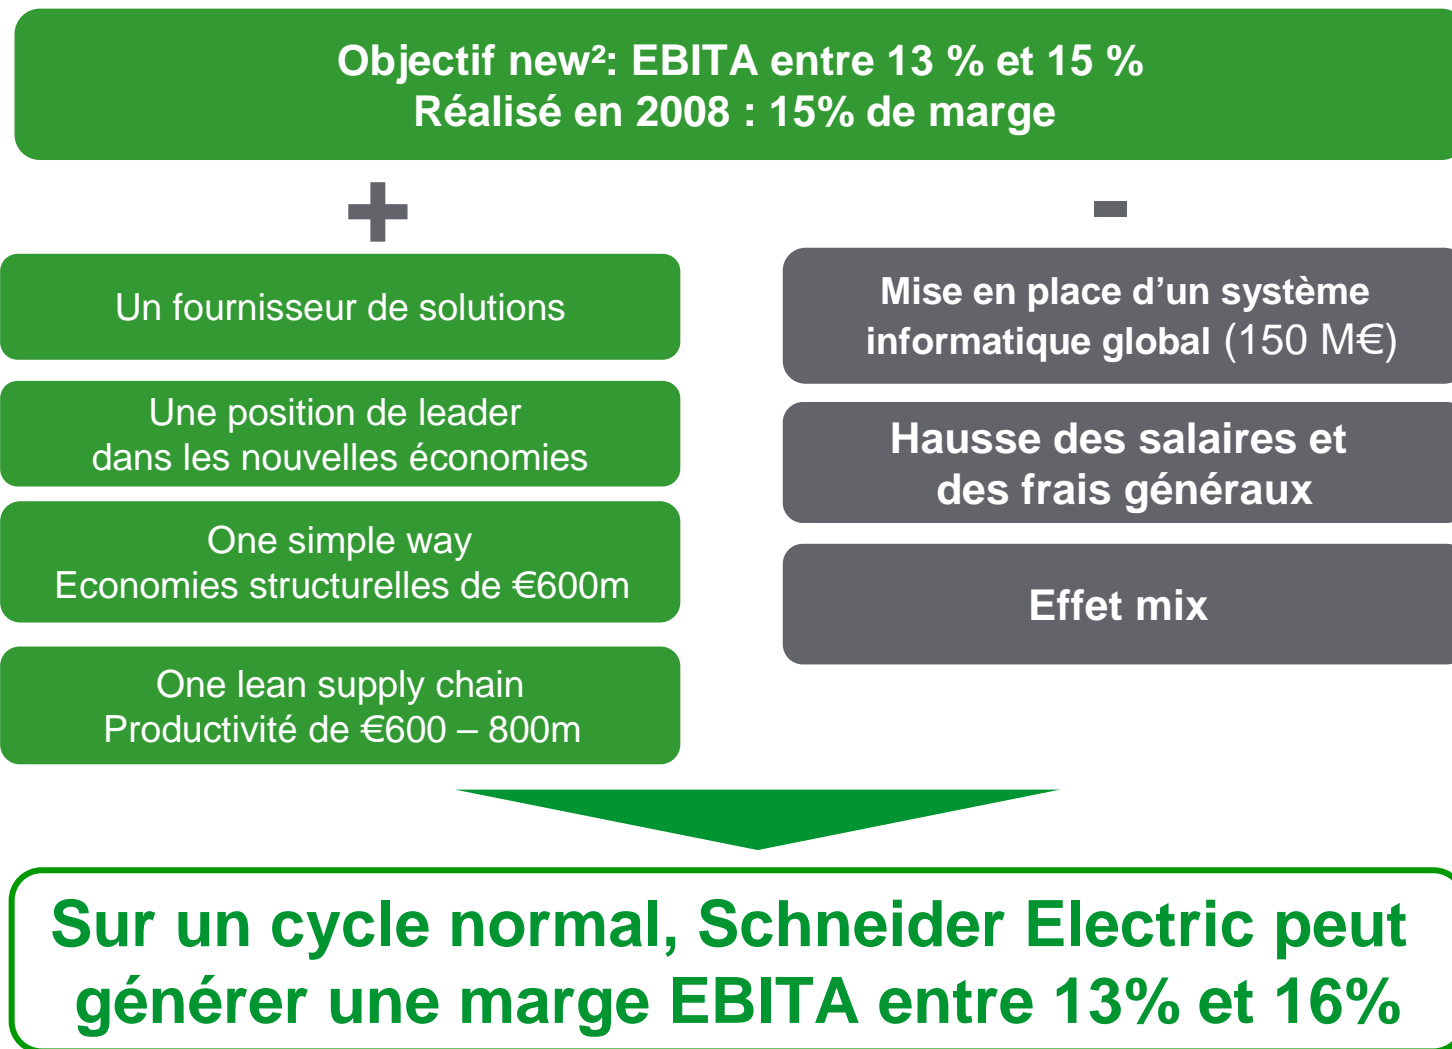 Objectif new²: EBITA entre 13 % et 15 %
Réalisé en 2008 : 15% de marge
+
Un fournisseur de solutions
Une position de leader
dans les nouvelles économies
One simple way
Economies structurelles de €600m
One lean supply chain
Productivité de €600 – 800m
-
Mise en place d’un système
informatique global (150 M€)
Hausse des salaires et
des frais généraux
Effet mix
Sur un cycle normal, Schneider Electric peut
générer une marge EBITA entre 13% et 16%